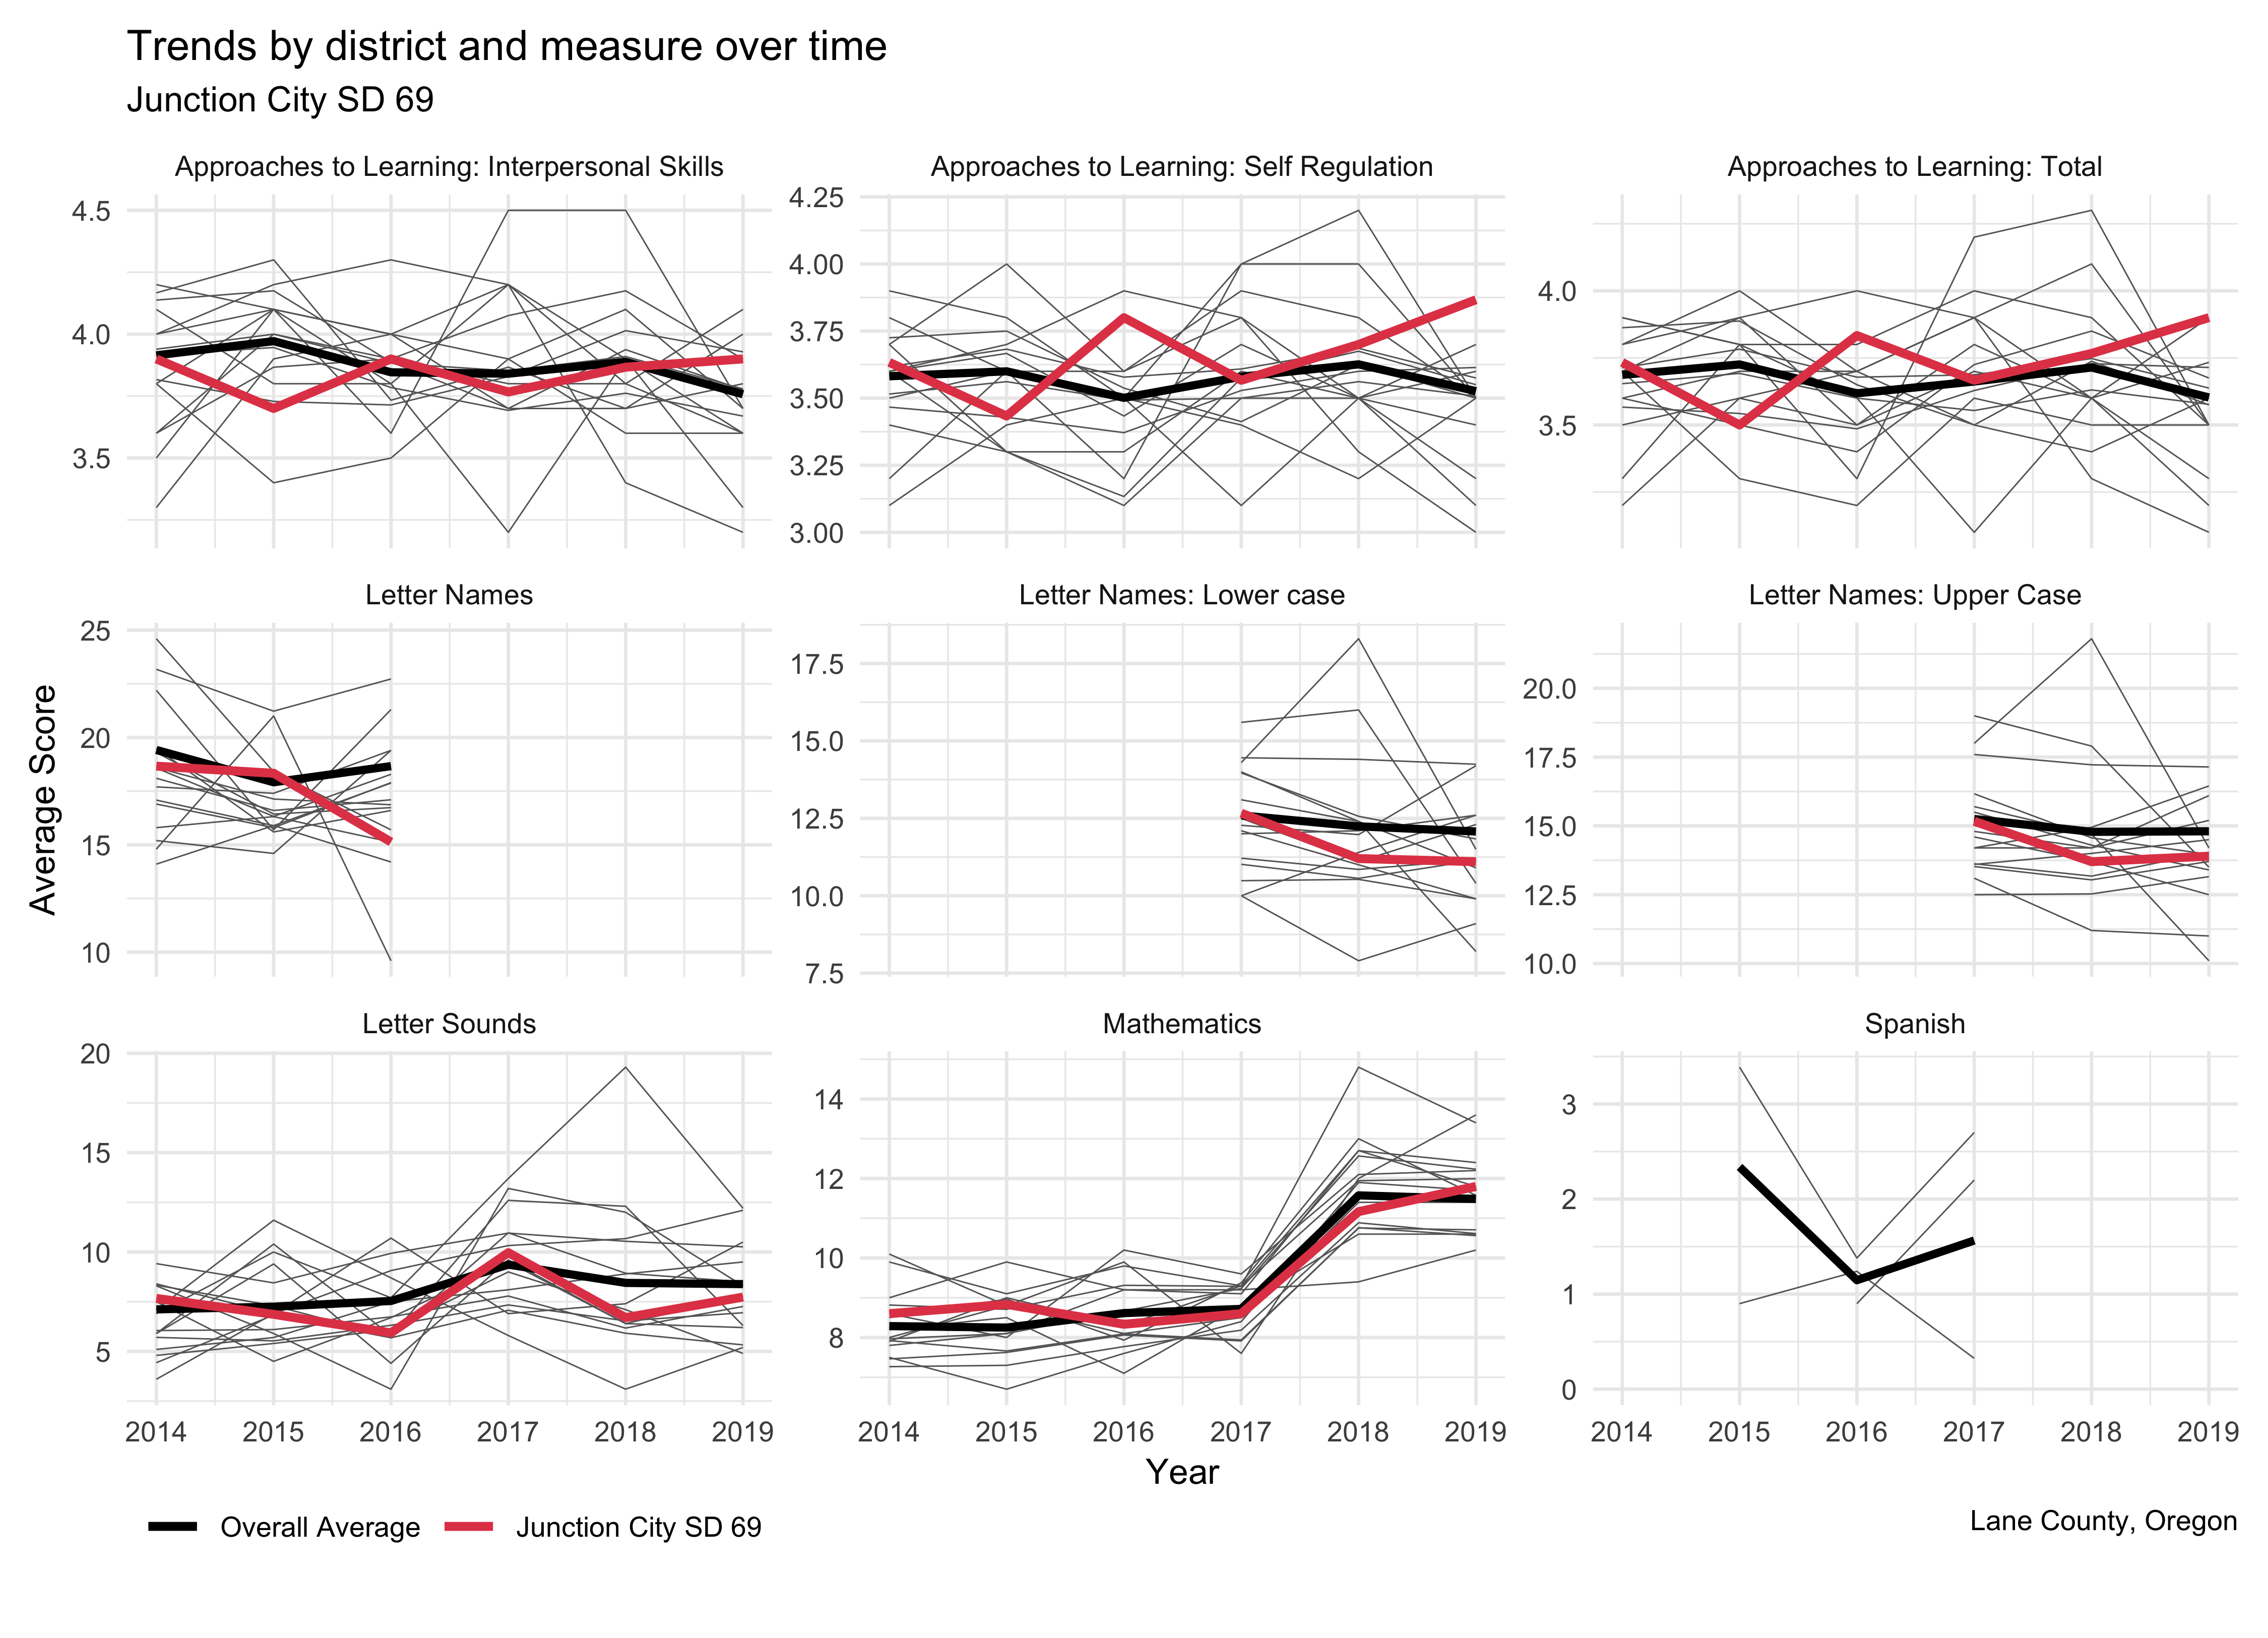 Trends by district and measure over time
Junction City SD 69
Approaches to Learning: Interpersonal Skills
4.5
4.0
3.5
Approaches to Learning: Self Regulation
4.25
4.00
3.75
3.50
3.25
3.00
Approaches to Learning: Total
4.0
3.5
Average Score
Letter Names
25
20
15
10
Letter Names: Lower case
17.5
15.0
12.5
10.0
7.5
Letter Names: Upper Case
20.0
17.5
15.0
12.5
10.0
Letter Sounds
20
15
10
5
2014 2015 2016 2017 2018 2019
Mathematics
14
12
10
8
2014 2015 2016 2017 2018 2019
Spanish
3
2
1
0
2014 2015 2016 2017 2018 2019
Year
Overall Average Junction City SD 69
Lane County, Oregon